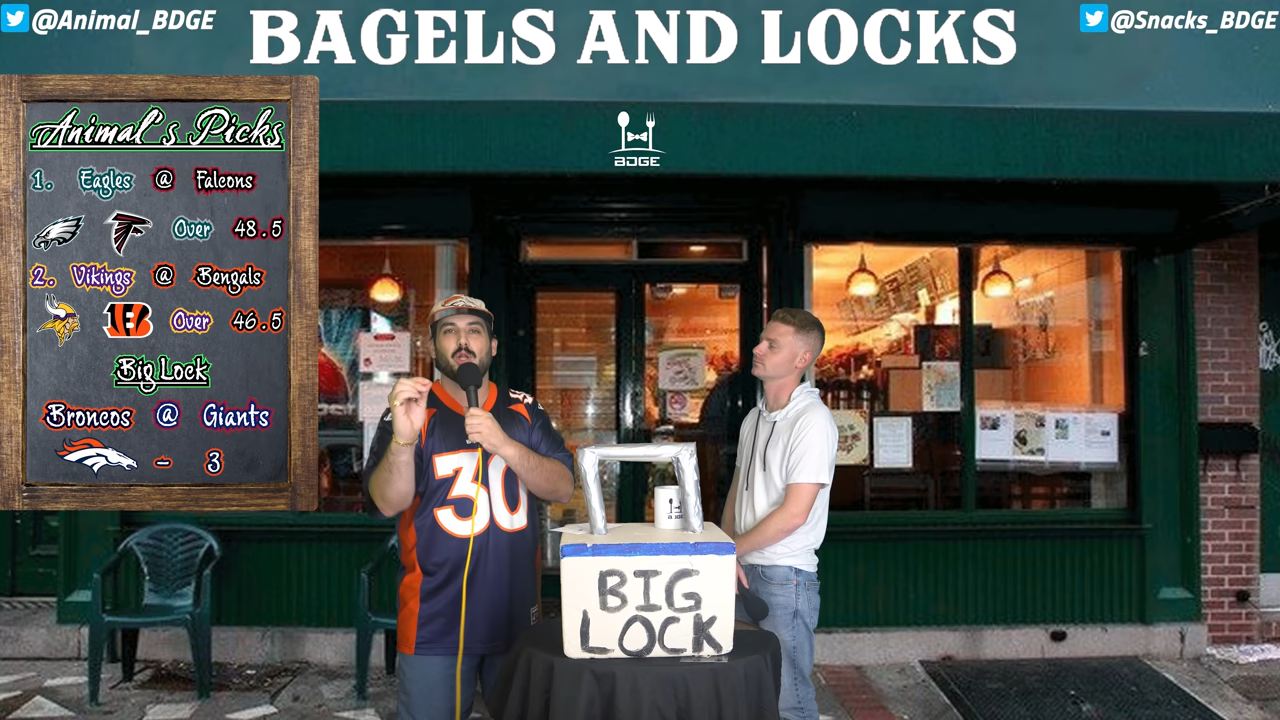 @Animal_BDGE
BAGELS AND LOCKS
@Snacks_BDGE
BDGE
Animal's Picks
1. Eagles @ Falcons
Over 48.5
2. Vikings @ Bengals
Over 46.5
Big Lock
Broncos @ Giants
- 3
30
BIG
LOCK